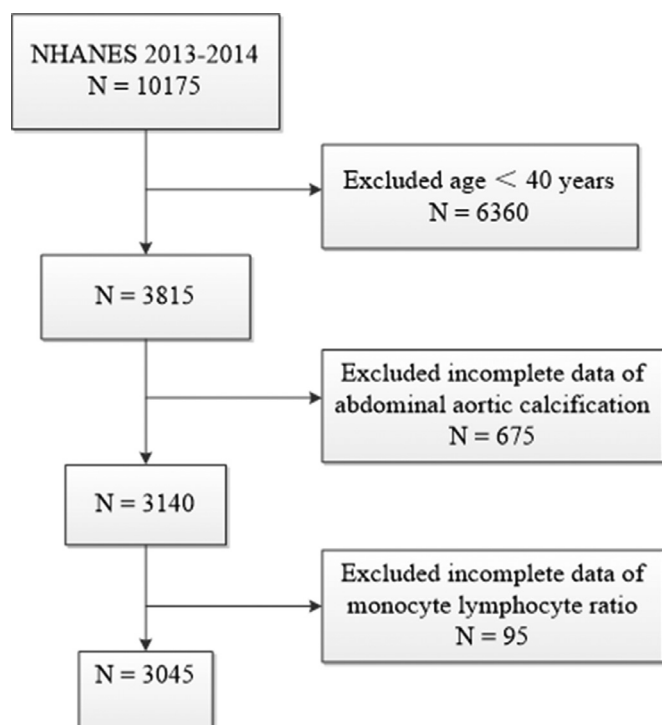 NHANES 2013-2014
N = 10175
Excluded age < 40 years
N = 6360
N = 3815
Excluded incomplete data of
abdominal aortic calcification
N = 675
N = 3140
Excluded incomplete data of
monocyte lymphocyte ratio
N = 95
N = 3045